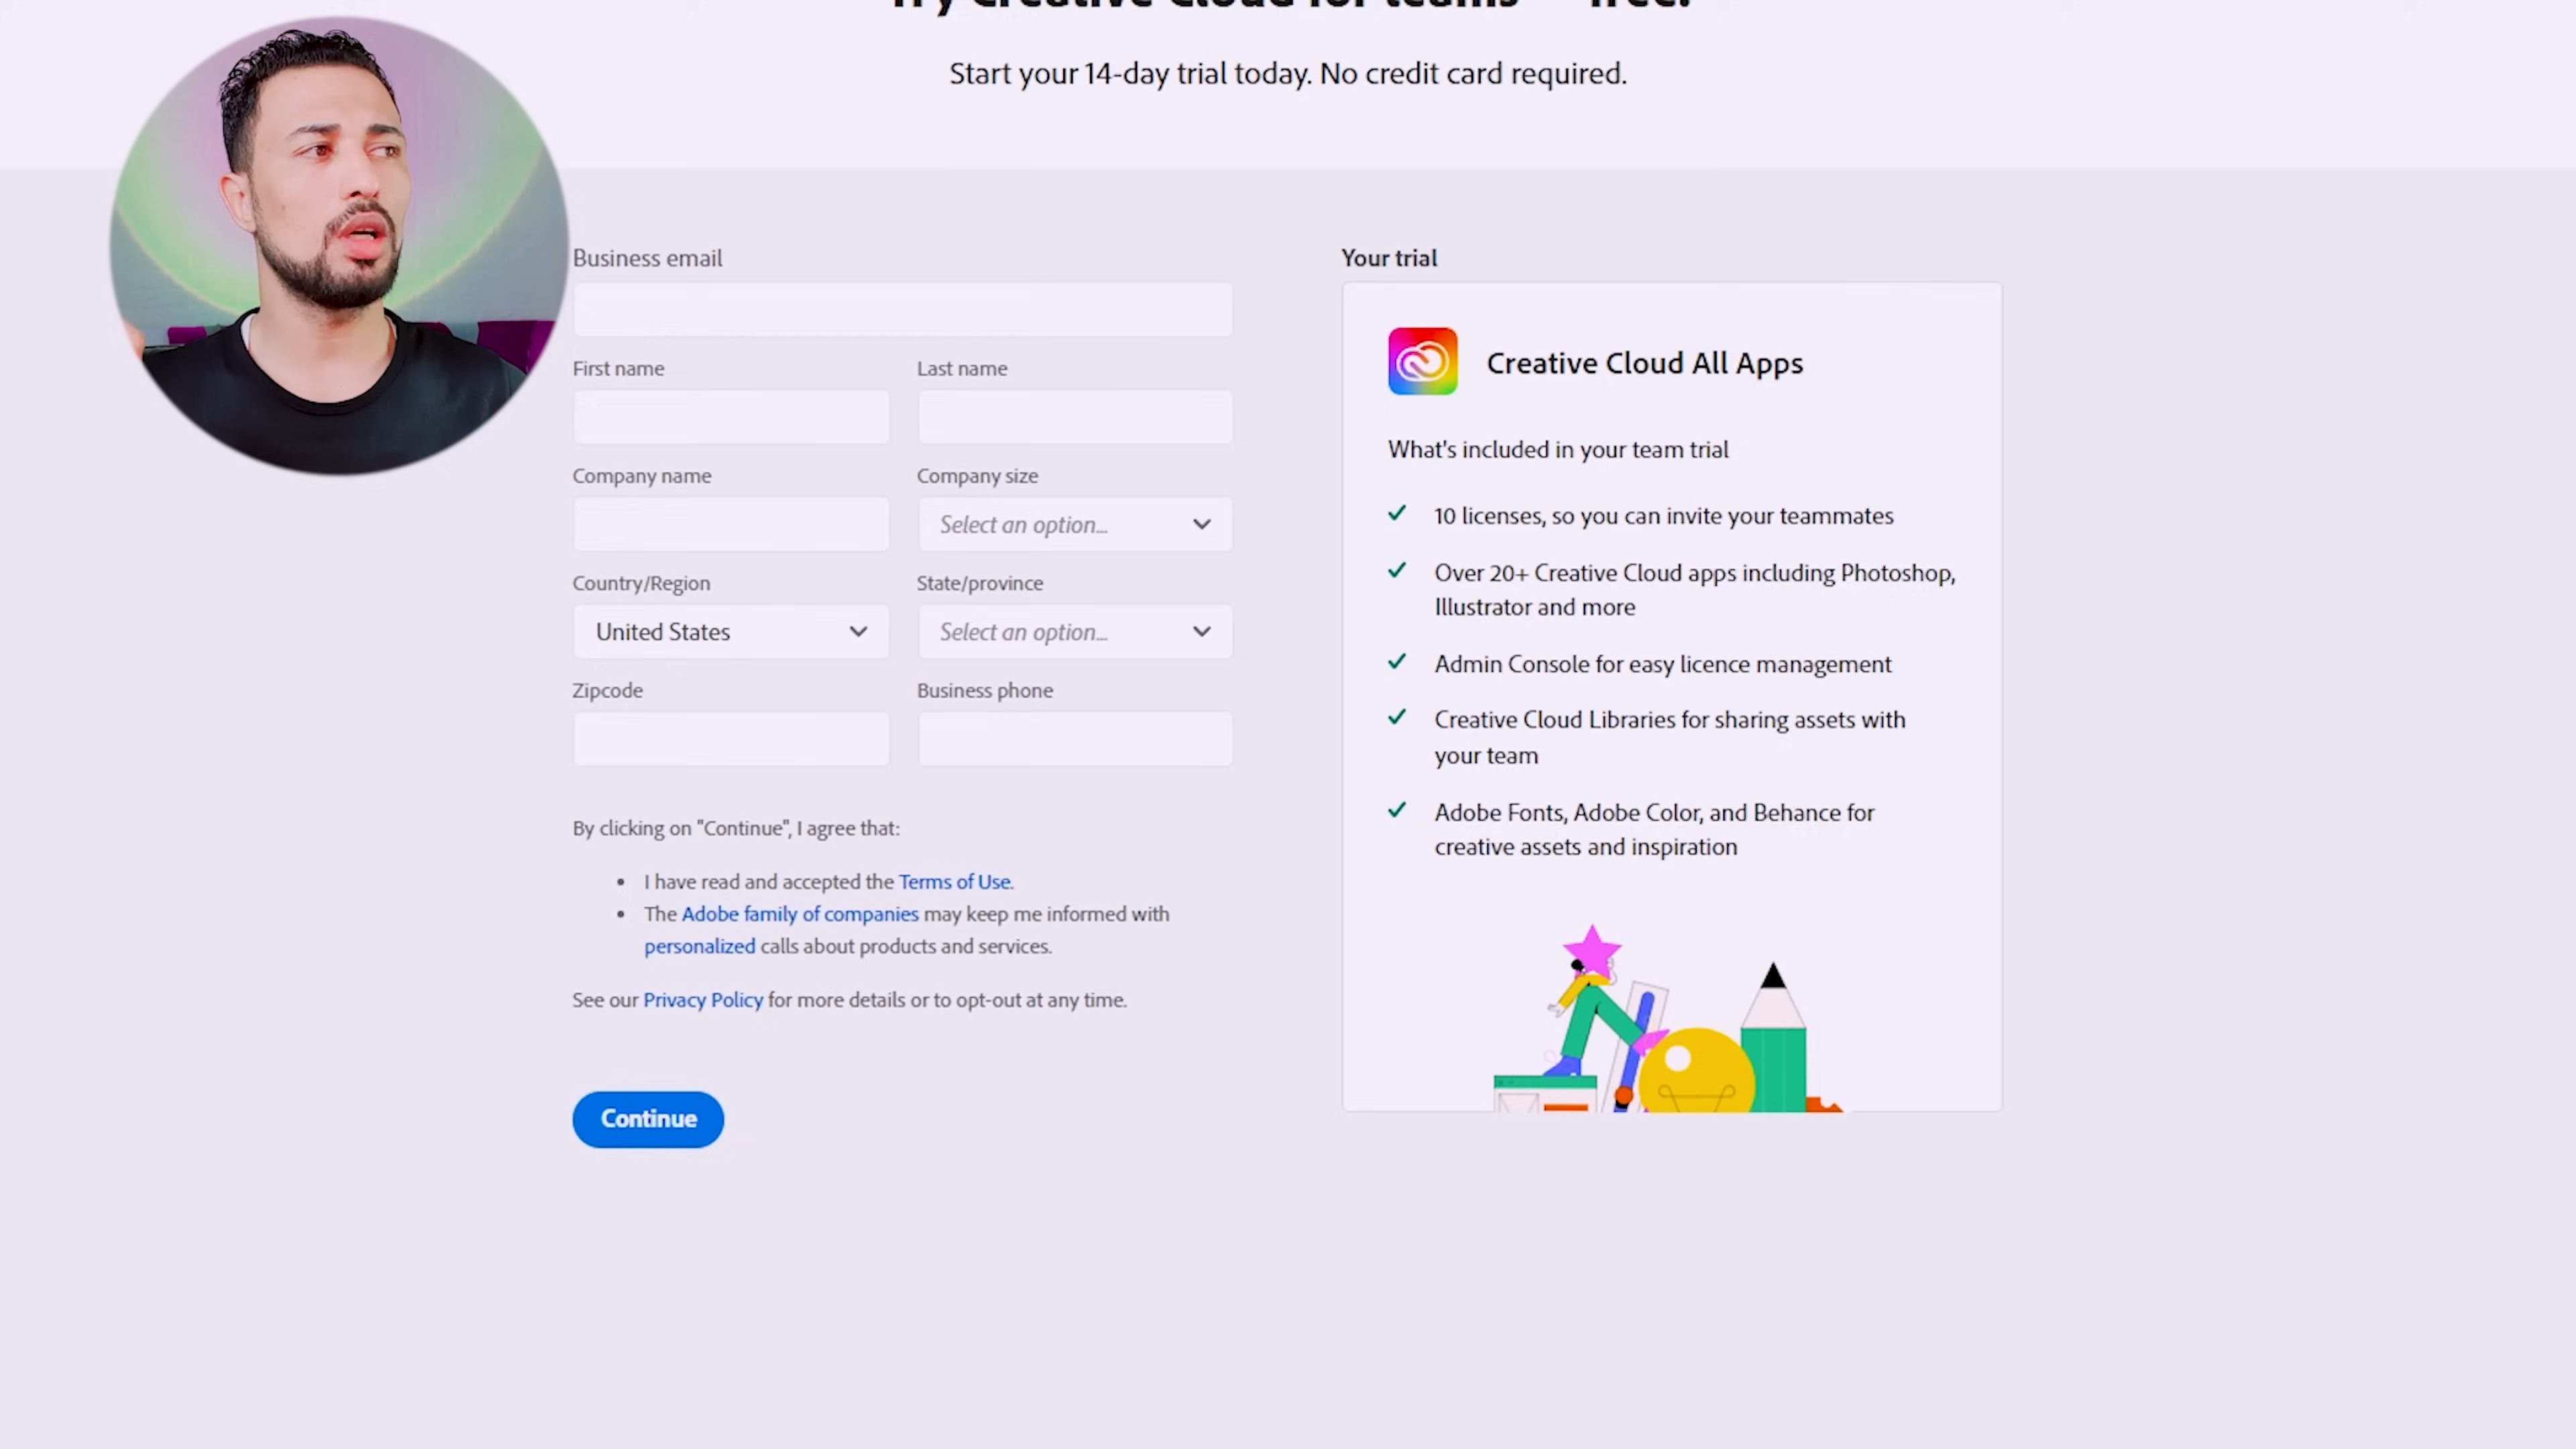 Try Creative Cloud for teams — free.
Start your 14-day trial today. No credit card required.
Business email
First name
Last name
Company name
Company size
Select an option...
Country/Region
State/province
United States
Select an option...
Zipcode
Business phone
By clicking on "Continue", I agree that:
• I have read and accepted the Terms of Use.
• The Adobe family of companies may keep me informed with
personalized calls about products and services.
See our Privacy Policy for more details or to opt-out at any time.
Continue
Your trial
Creative Cloud All Apps
What's included in your team trial
10 licenses, so you can invite your teammates
Over 20+ Creative Cloud apps including Photoshop,
Illustrator and more
Admin Console for easy licence management
Creative Cloud Libraries for sharing assets with
your team
Adobe Fonts, Adobe Color, and Behance for
creative assets and inspiration